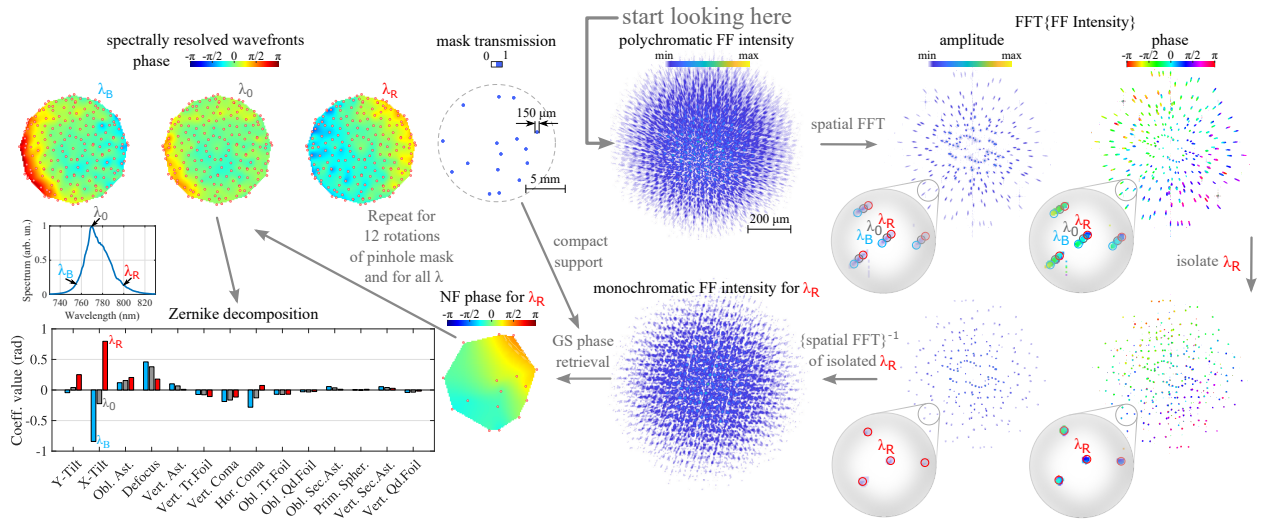 start looking here
spectrally resolved wavefronts
phase
-π -π/2 0 π/2 π
λB
λ0
λR
mask transmission
0 1
150 μm
5 mm
polychromatic FF intensity
min max
200 μm
spatial FFT
FFT{FF Intensity}
amplitude
min max
phase
-π -π/2 0 π/2 π
λR
λ0
λB
λR
λ0
λB
isolate λR
Spectrum (arb. un.)
1
0.5
0
λ0
λB
λR
740 760 780 800 820
Wavelength (nm)
Repeat for
12 rotations
of pinhole mask
and for all λ
compact
support
GS phase
retrieval
NF phase for λR
-π -π/2 0 π/2 π
monochromatic FF intensity for λR
{spatial FFT}⁻¹
of isolated λR
λR
λR
Zernike decomposition
Coeff. value (rad)
1
0.5
0
-0.5
-1
λR
λ0
λB
Y-Tilt
X-Tilt
Obl. Ast.
Defocus
Vert. Ast.
Vert. Tr.Foil
Vert. Coma
Hor. Coma
Obl. Tr.Foil
Obl. Qd.Foil
Obl. Sec.Ast.
Prim. Spher.
Vert. Sec.Ast.
Vert. Qd.Foil